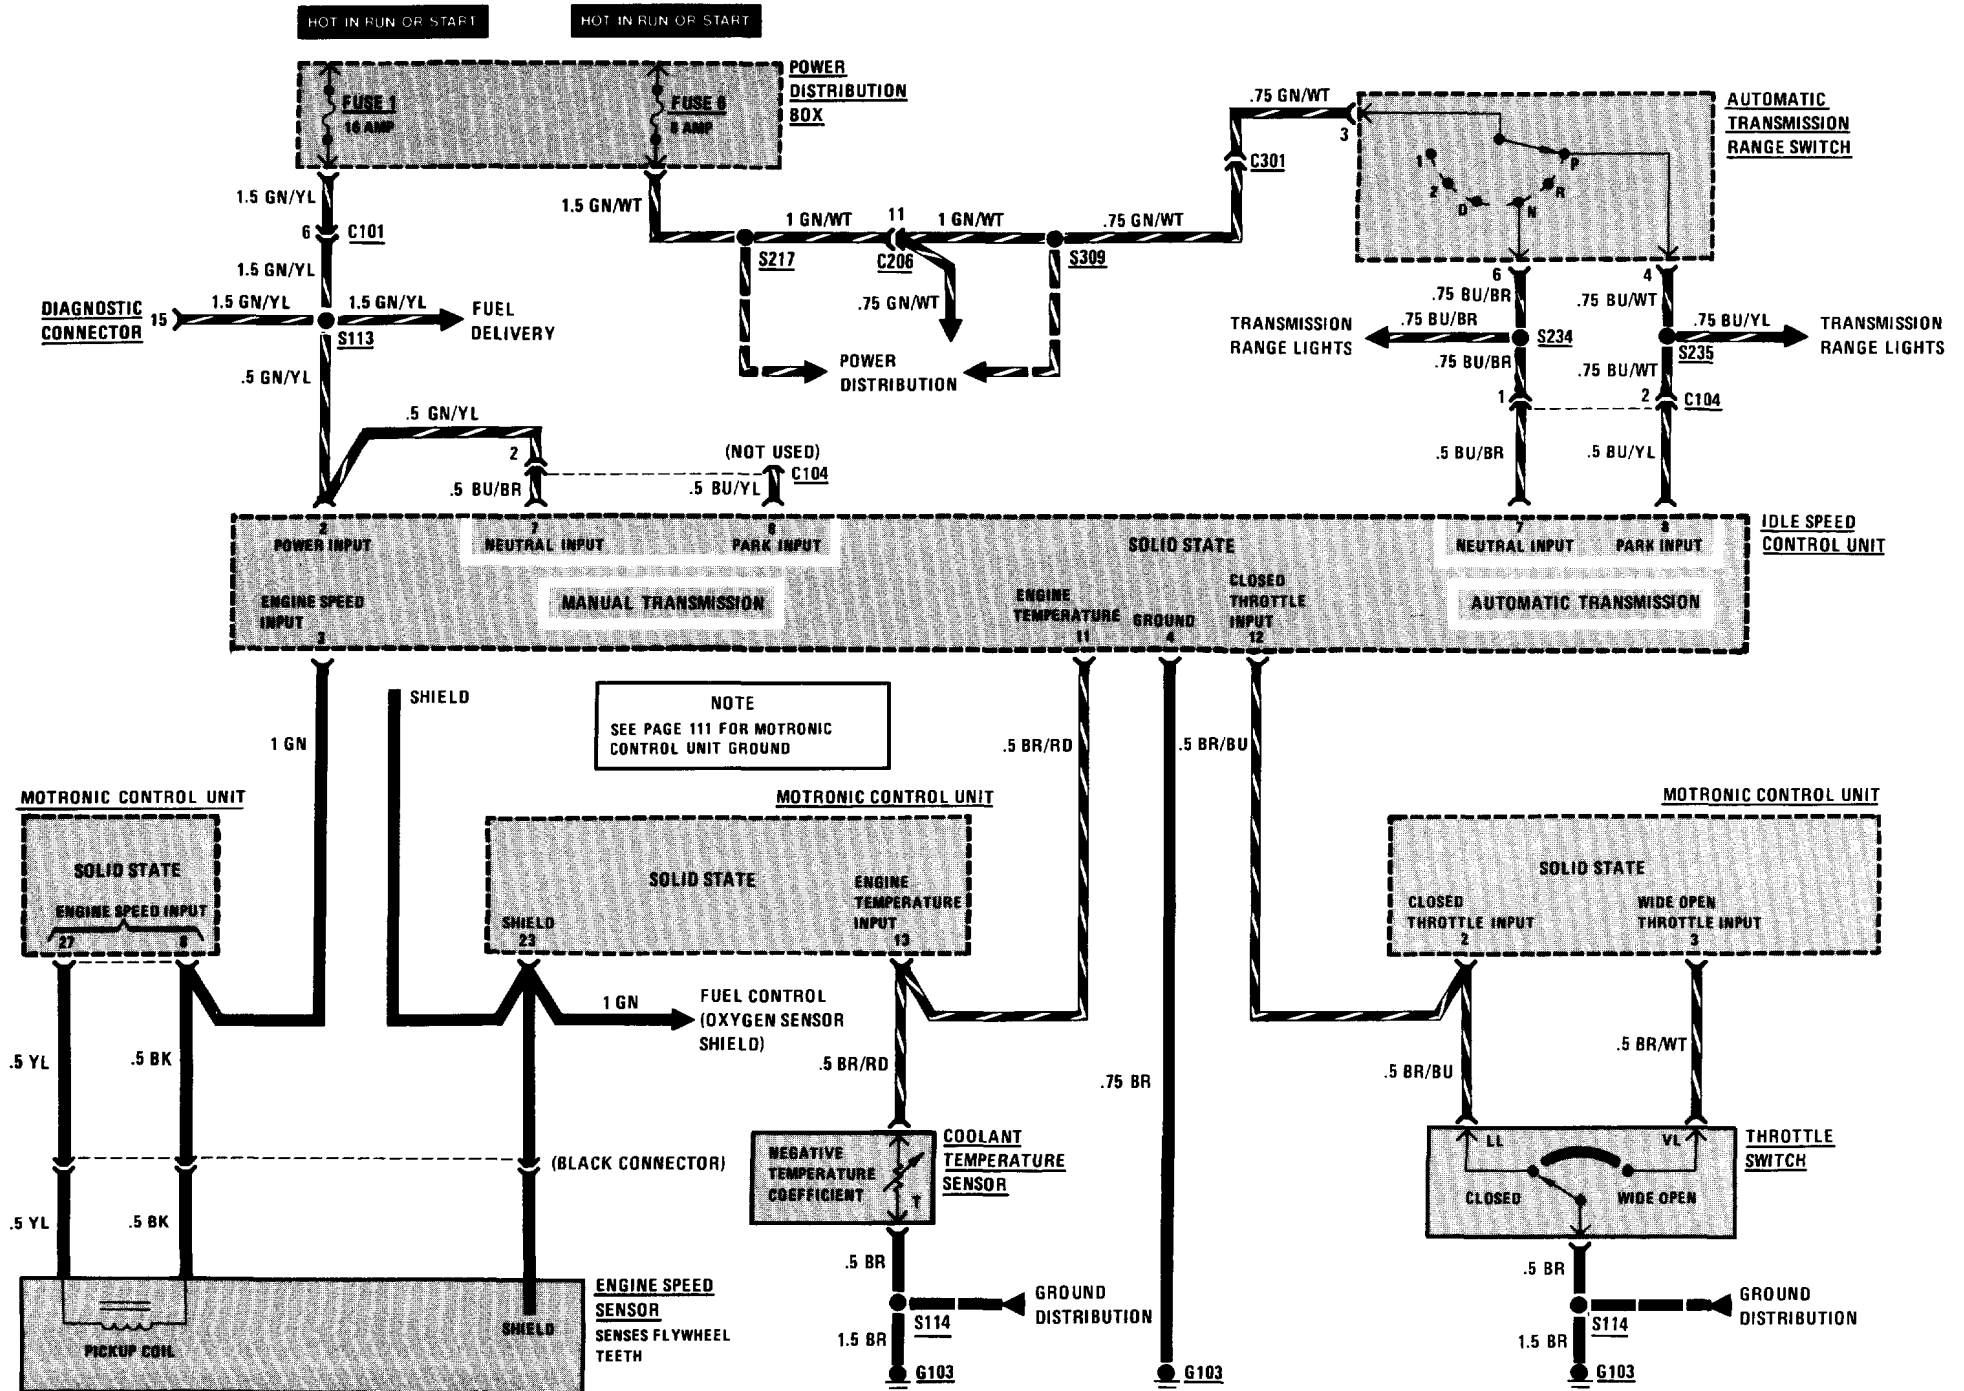 HOT IN RUN OR START
HOT IN RUN OR START
POWER
DISTRIBUTION
BOX
FUSE 1
16 AMP
FUSE 6
8 AMP
AUTOMATIC
TRANSMISSION
RANGE SWITCH
.75 GN/WT
3
C301
1
2
D
N
R
P
1.5 GN/YL
1.5 GN/WT
1 GN/WT
11
1 GN/WT
.75 GN/WT
6
C101
S217
C206
S309
1.5 GN/YL
6
4
.75 BU/BR
.75 BU/WT
DIAGNOSTIC
CONNECTOR
15
1.5 GN/YL
1.5 GN/YL
FUEL
DELIVERY
S113
.75 GN/WT
TRANSMISSION
RANGE LIGHTS
.75 BU/BR
S234
.75 BU/YL
S235
TRANSMISSION
RANGE LIGHTS
.5 GN/YL
POWER
DISTRIBUTION
.75 BU/BR
.75 BU/WT
1
2
C104
.5 GN/YL
2
(NOT USED)
C104
.5 BU/BR
.5 BU/YL
.5 BU/BR
.5 BU/YL
IDLE SPEED
CONTROL UNIT
2
POWER INPUT
7
NEUTRAL INPUT
8
PARK INPUT
SOLID STATE
7
NEUTRAL INPUT
8
PARK INPUT
MANUAL TRANSMISSION
AUTOMATIC TRANSMISSION
ENGINE SPEED
INPUT
3
ENGINE
TEMPERATURE
11
GROUND
4
CLOSED
THROTTLE
INPUT
12
SHIELD
NOTE
SEE PAGE 111 FOR MOTRONIC
CONTROL UNIT GROUND
1 GN
.5 BR/RD
.5 BR/BU
MOTRONIC CONTROL UNIT
MOTRONIC CONTROL UNIT
MOTRONIC CONTROL UNIT
SOLID STATE
ENGINE SPEED INPUT
27
8
SOLID STATE
SHIELD
23
ENGINE
TEMPERATURE
INPUT
13
SOLID STATE
CLOSED
THROTTLE INPUT
2
WIDE OPEN
THROTTLE INPUT
3
1 GN
FUEL CONTROL
(OXYGEN SENSOR
SHIELD)
.5 YL
.5 BK
.5 BR/RD
.75 BR
.5 BR/BU
.5 BR/WT
(BLACK CONNECTOR)
COOLANT
TEMPERATURE
SENSOR
NEGATIVE
TEMPERATURE
COEFFICIENT
T
THROTTLE
SWITCH
LL
VL
CLOSED
WIDE OPEN
.5 YL
.5 BK
.5 BR
.5 BR
ENGINE SPEED
SENSOR
SENSES FLYWHEEL
TEETH
PICKUP COIL
SHIELD
GROUND
DISTRIBUTION
S114
1.5 BR
G103
G103
GROUND
DISTRIBUTION
S114
1.5 BR
G103